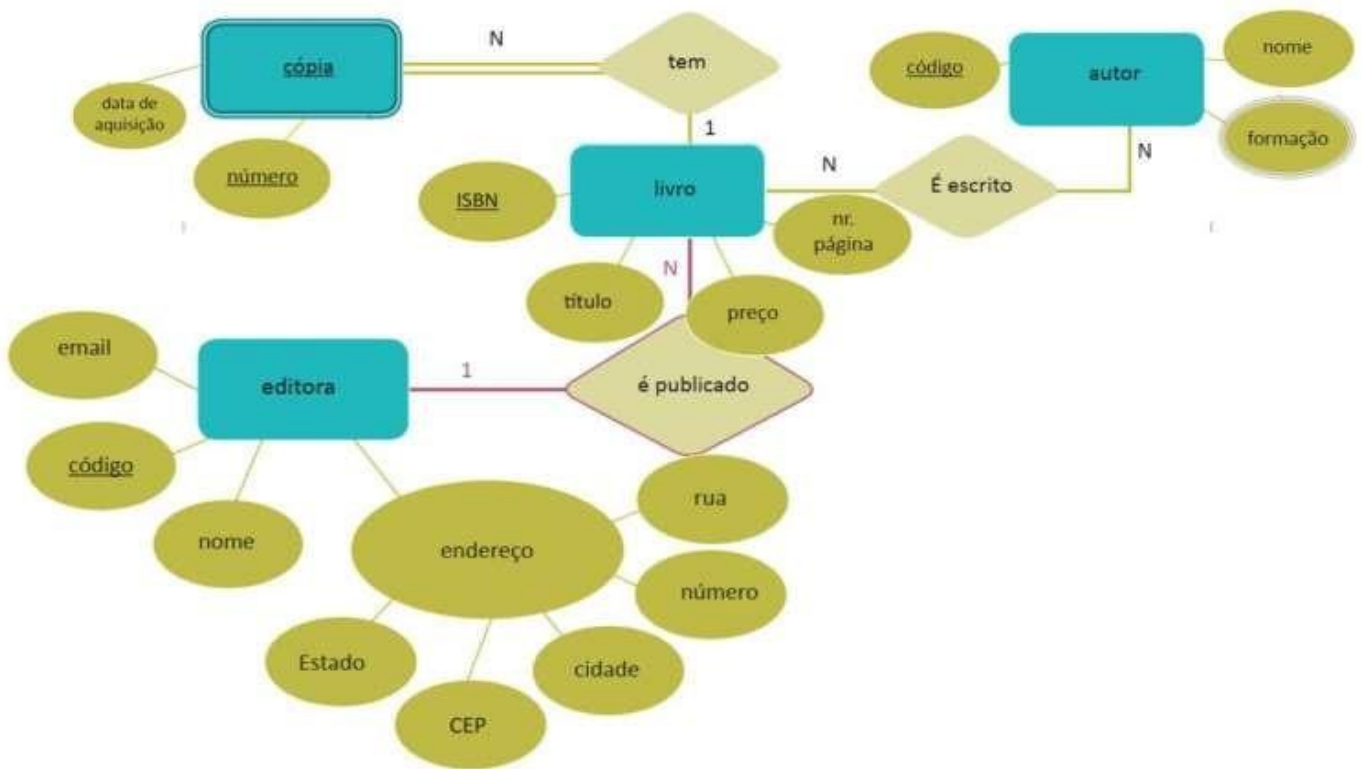 N
tem
cópia
data de
aquisição
número
1
código
autor
nome
formação
N
É escrito
N
ISBN
livro
nr.
página
título
preço
N
é publicado
1
editora
email
código
nome
endereço
rua
número
cidade
CEP
Estado